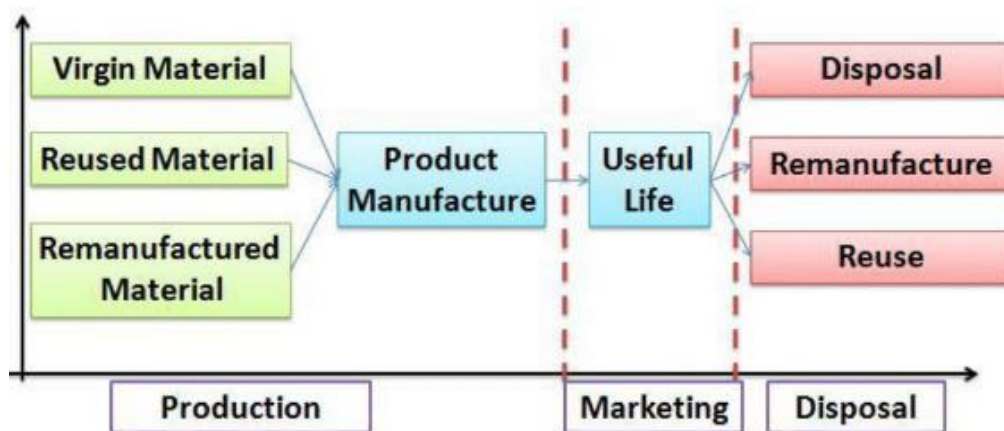 Virgin Material
Reused Material
Remanufactured
Material
Product
Manufacture
Useful
Life
Disposal
Remanufacture
Reuse
Production
Marketing
Disposal